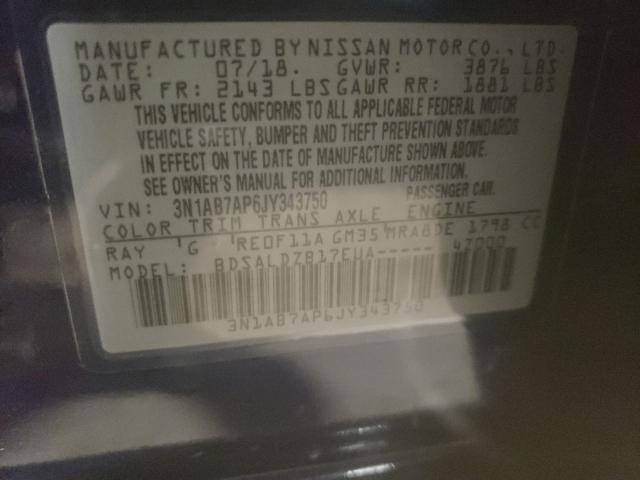 MANUFACTURED BY NISSAN MOTOR CO., LTD.
DATE: 07/18. GVWR: 3876 LBS
GAWR FR: 2143 LBS GAWR RR: 1881 LBS
THIS VEHICLE CONFORMS TO ALL APPLICABLE FEDERAL MOTOR
VEHICLE SAFETY, BUMPER AND THEFT PREVENTION STANDARDS
IN EFFECT ON THE DATE OF MANUFACTURE SHOWN ABOVE.
SEE OWNER'S MANUAL FOR ADDITIONAL INFORMATION.
VIN: 3N1AB7AP6JY343750 PASSENGER CAR.
COLOR TRIM TRANS AXLE ENGINE
RAY G RE0F11A GM35 MRA8DE 1798 CC
MODEL: BDSALDZB17EUA----- 47000
3N1AB7AP6JY343750